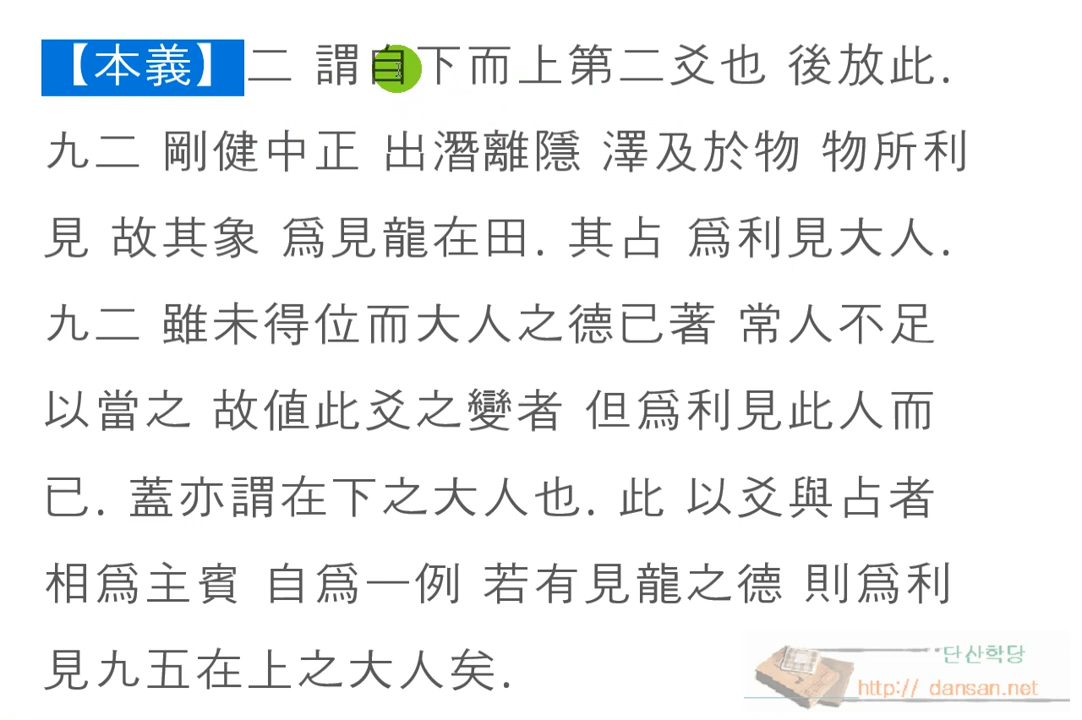 【本義】二 謂自下而上第二爻也 後放此.
九二 剛健中正 出潛離隱 澤及於物 物所利
見 故其象 爲見龍在田. 其占 爲利見大人.
九二 雖未得位而大人之德已著 常人不足
以當之 故値此爻之變者 但爲利見此人而
已. 蓋亦謂在下之大人也. 此 以爻與占者
相爲主賓 自爲一例 若有見龍之德 則爲利
見九五在上之大人矣.
단산학당
http:// dansan.net